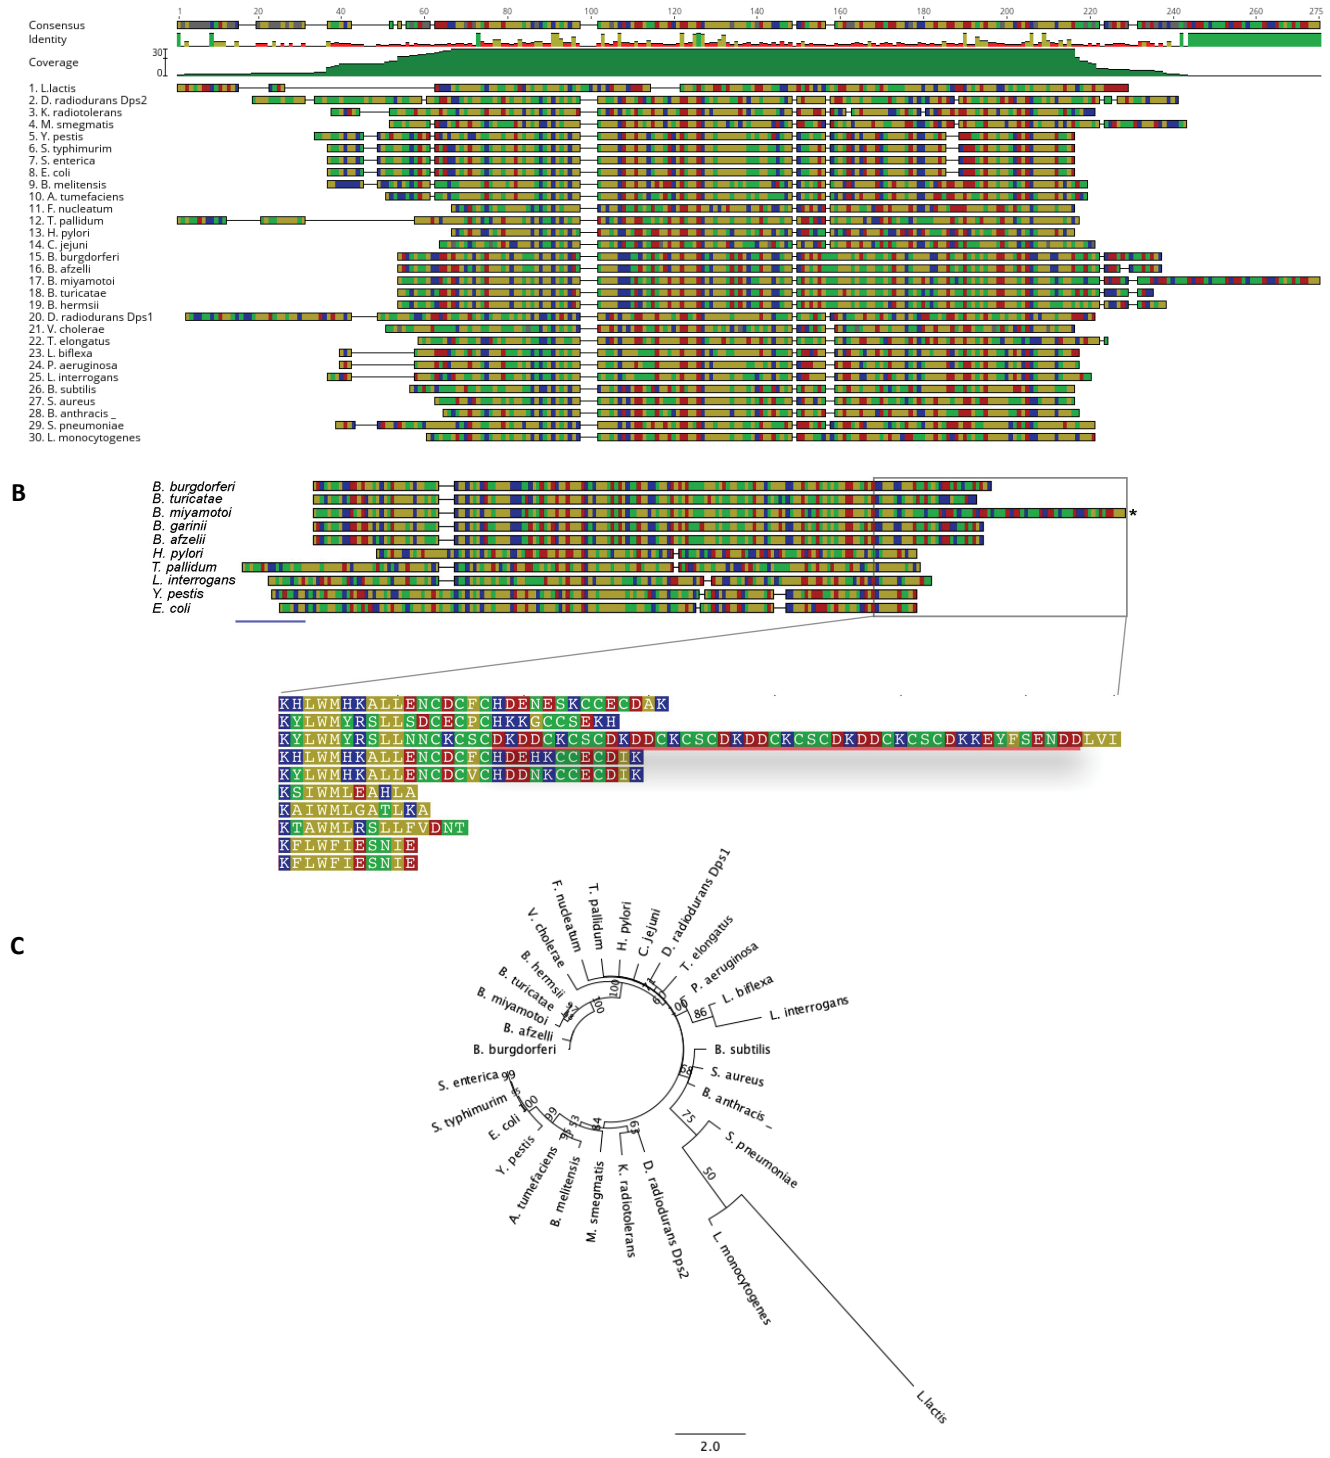 1 20 40 60 80 100 120 140 160 180 200 220 240 260 275
Consensus
Identity
30
Coverage
0
1. L.lactis
2. D. radiodurans Dps2
3. K. radiotolerans
4. M. smegmatis
5. Y. pestis
6. S. typhimurim
7. S. enterica
8. E. coli
9. B. melitensis
10. A. tumefaciens
11. F. nucleatum
12. T. pallidum
13. H. pylori
14. C. jejuni
15. B. burgdorferi
16. B. afzelli
17. B. miyamotoi
18. B. turicatae
19. B. hermsii
20. D. radiodurans Dps1
21. V. cholerae
22. T. elongatus
23. L. biflexa
24. P. aeruginosa
25. L. interrogans
26. B. subtilis
27. S. aureus
28. B. anthracis _
29. S. pneumoniae
30. L. monocytogenes
B
B. burgdorferi
B. turicatae
B. miyamotoi *
B. garinii
B. afzelii
H. pylori
T. pallidum
L. interrogans
Y. pestis
E. coli
KHLWMHKALLENCDCFCHDENESKCCECDAK
KYLWMYRSLLSDCECPCHKKGCCSEKH
KYLWMYRSLLNNCKCSCDKDDCKCSCDKDDCKCSCDKDDCKCSCDKDDCKCSCDKKEYFSENDDLVI
KHLWMHKALLENCDCFCHDEHKCCECDIK
KYLWMHKALLENCDCVCHDDNKCCECDIK
KSIWMLEAHLA
KAIWMLGATLKA
KTAWMLRSLLFVDNT
KFLWFIESNIE
KFLWFIESNIE
C
D. radiodurans Dps1
C. jejuni
H. pylori
T. pallidum
F. nucleatum
V. cholerae
B. hermsii
B. turicatae
B. miyamotoi
B. afzelli
B. burgdorferi
T. elongatus
P. aeruginosa
L. biflexa
L. interrogans
100
100
86
B. subtilis
S. aureus
B. anthracis _
68
75
S. pneumoniae
50
L. monocytogenes
L.lactis
S. enterica
99
S. typhimurim
100
E. coli
Y. pestis
99
53
A. tumefaciens
B. melitensis
84
M. smegmatis
K. radiotolerans
63
D. radiodurans Dps2
2.0